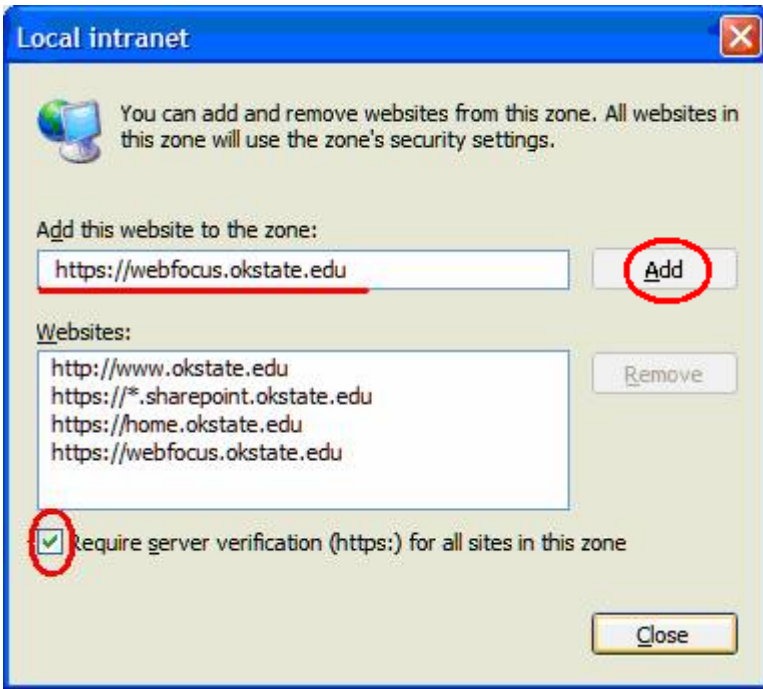 Local intranet
You can add and remove websites from this zone. All websites in
this zone will use the zone's security settings.
Add this website to the zone:
https://webfocus.okstate.edu
Add
Websites:
http://www.okstate.edu
https://*.sharepoint.okstate.edu
https://home.okstate.edu
https://webfocus.okstate.edu
Remove
Require server verification (https:) for all sites in this zone
Close